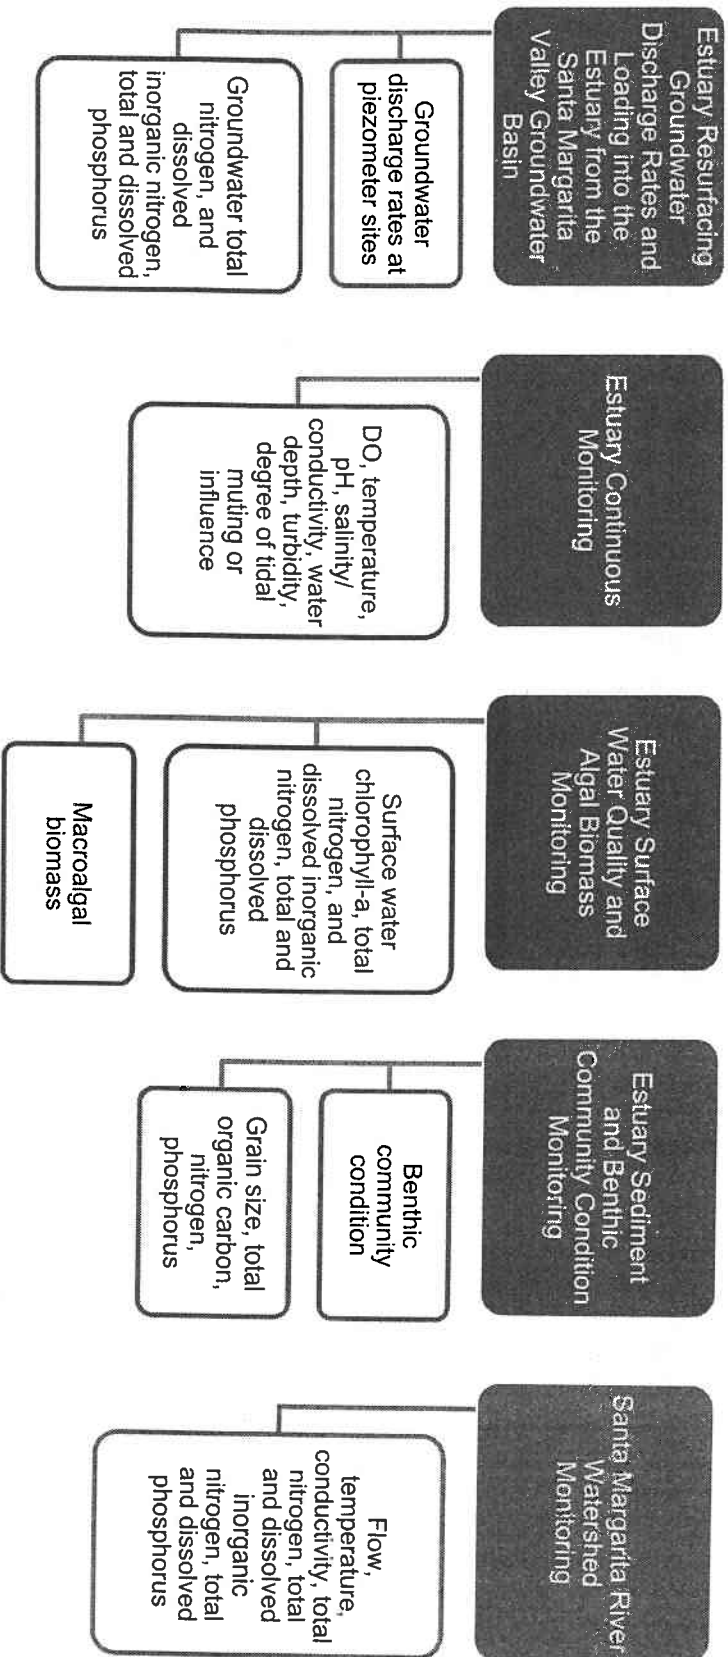 Estuary Resurfacing
Groundwater
Discharge Rates and
Loading into the
Estuary from the
Santa Margarita
Valley Groundwater
Basin
Groundwater
discharge rates at
piezometer sites
Groundwater total
nitrogen, and
dissolved
inorganic nitrogen,
total and dissolved
phosphorus
Estuary Continuous
Monitoring
DO, temperature,
pH, salinity/
conductivity, water
depth, turbidity,
degree of tidal
muting or
influence
Estuary Surface
Water Quality and
Algal Biomass
Monitoring
Surface water
chlorophyll-a, total
nitrogen, and
dissolved inorganic
nitrogen, total and
dissolved
phosphorus
Macroalgal
biomass
Estuary Sediment
and Benthic
Community Condition
Monitoring
Benthic
community
condition
Grain size, total
organic carbon,
nitrogen,
phosphorus
Santa Margarita River
Watershed
Monitoring
Flow,
temperature,
conductivity, total
nitrogen, total
and dissolved
inorganic
nitrogen, total
and dissolved
phosphorus